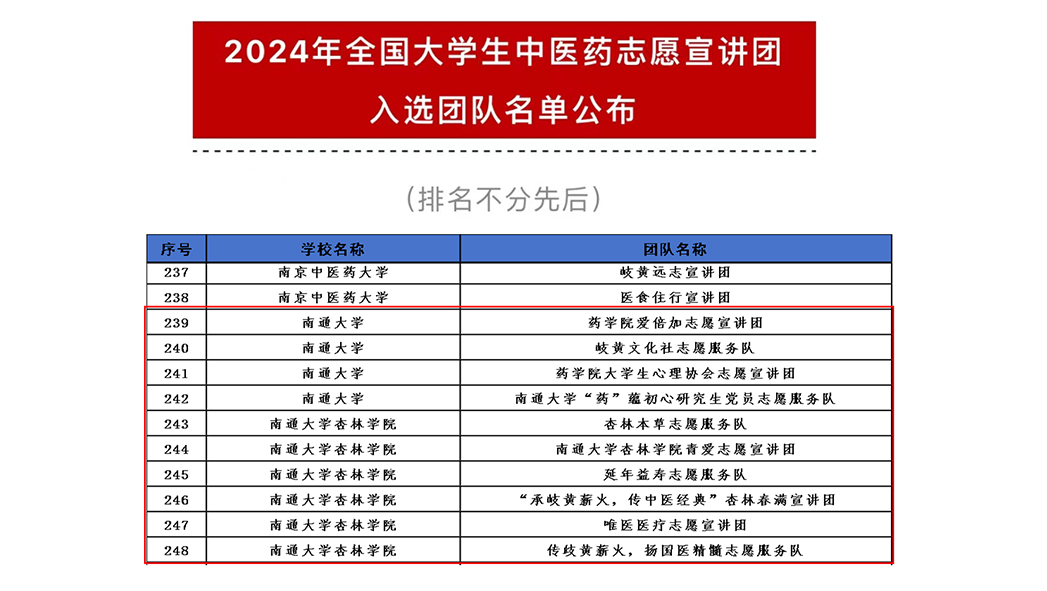 2024年全国大学生中医药志愿宣讲团
入选团队名单公布
（排名不分先后）
序号 学校名称 团队名称
237 南京中医药大学 岐黄远志宣讲团
238 南京中医药大学 医食住行宣讲团
239 南通大学 药学院爱倍加志愿宣讲团
240 南通大学 岐黄文化社志愿服务队
241 南通大学 药学院大学生心理协会志愿宣讲团
242 南通大学 南通大学“药”蕴初心研究生党员志愿服务队
243 南通大学杏林学院 杏林本草志愿服务队
244 南通大学杏林学院 南通大学杏林学院青爱志愿宣讲团
245 南通大学杏林学院 延年益寿志愿服务队
246 南通大学杏林学院 “承岐黄薪火，传中医经典”杏林春满宣讲团
247 南通大学杏林学院 唯医医疗志愿宣讲团
248 南通大学杏林学院 传歧黄薪火，扬国医精髓志愿服务队